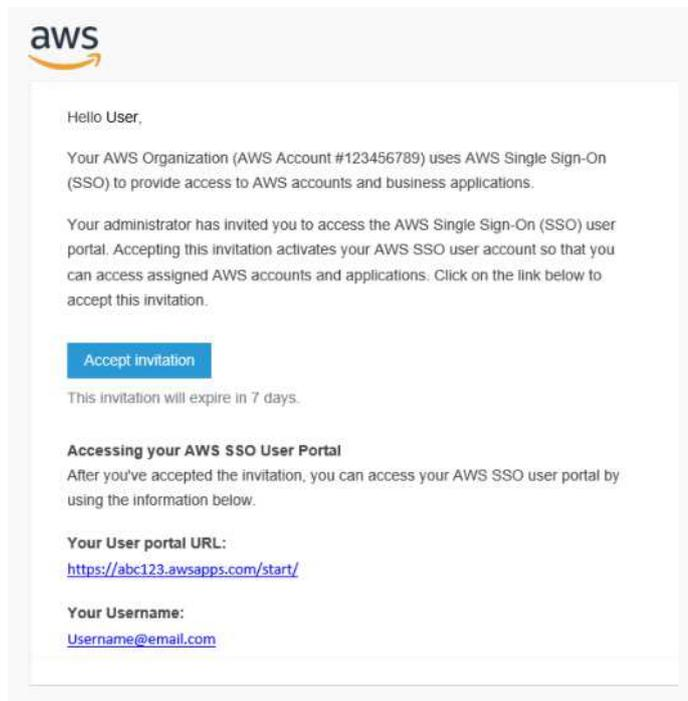 aws
Hello User,
Your AWS Organization (AWS Account #123456789) uses AWS Single Sign-On
(SSO) to provide access to AWS accounts and business applications.
Your administrator has invited you to access the AWS Single Sign-On (SSO) user
portal. Accepting this invitation activates your AWS SSO user account so that you
can access assigned AWS accounts and applications. Click on the link below to
accept this invitation.
Accept invitation
This invitation will expire in 7 days.
Accessing your AWS SSO User Portal
After you've accepted the invitation, you can access your AWS SSO user portal by
using the information below.
Your User portal URL:
https://abc123.awsapps.com/start/
Your Username:
Username@email.com